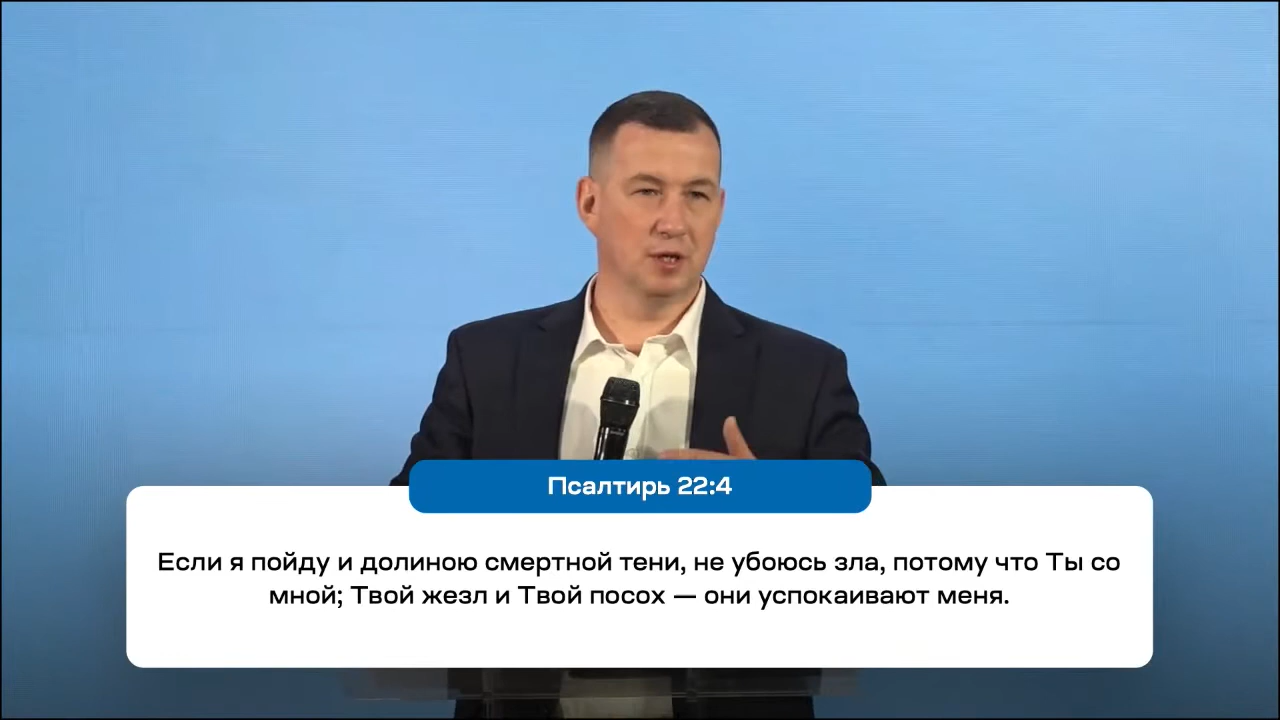 Псалтирь 22:4
Если я пойду и долиною смертной тени, не убоюсь зла, потому что Ты со
мной; Твой жезл и Твой посох — они успокаивают меня.